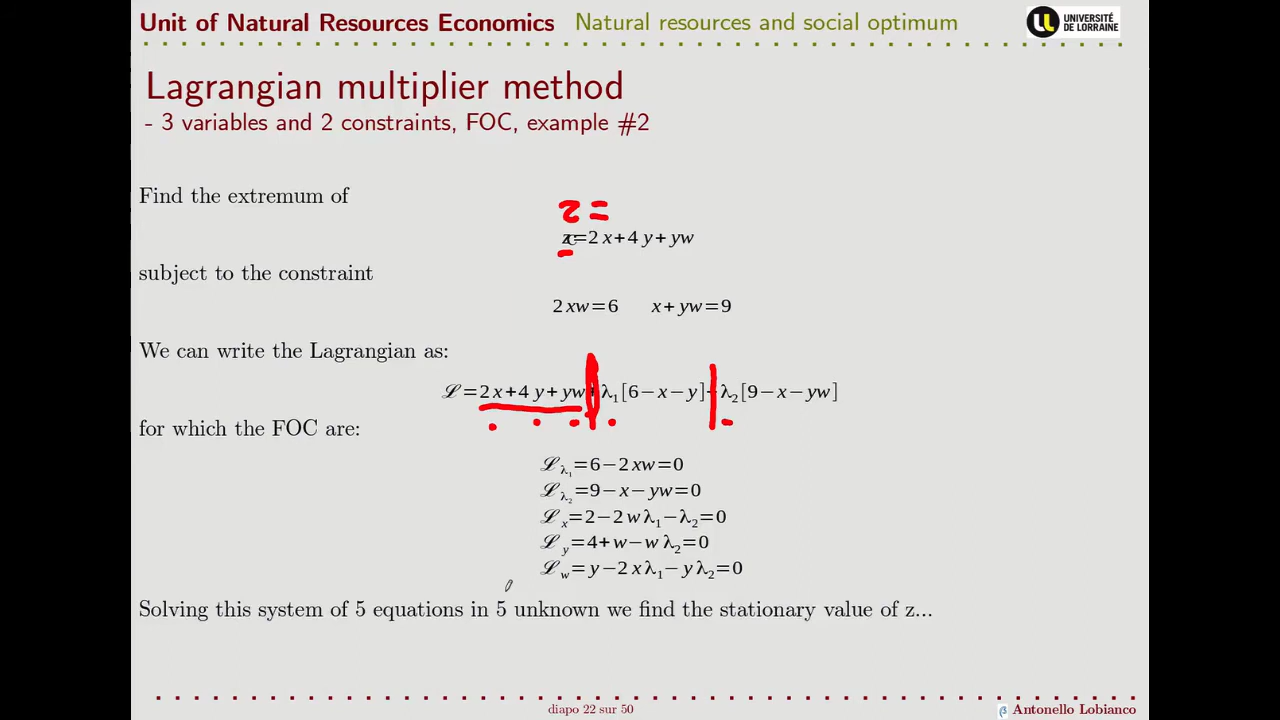 Unit of Natural Resources Economics Natural resources and social optimum
UNIVERSITÉ
DE LORRAINE
Lagrangian multiplier method
- 3 variables and 2 constraints, FOC, example #2
Find the extremum of
z =
z=2x+4y+yw
subject to the constraint
2xw=6 x+yw=9
We can write the Lagrangian as:
ℒ=2x+4y+yw+λ₁[6−x−y]+λ₂[9−x−yw]
for which the FOC are:
ℒ_λ₁=6−2xw=0
ℒ_λ₂=9−x−yw=0
ℒ_x=2−2wλ₁−λ₂=0
ℒ_y=4+w−wλ₂=0
ℒ_w=y−2xλ₁−yλ₂=0
Solving this system of 5 equations in 5 unknown we find the stationary value of z...
diapo 22 sur 50
β Antonello Lobianco